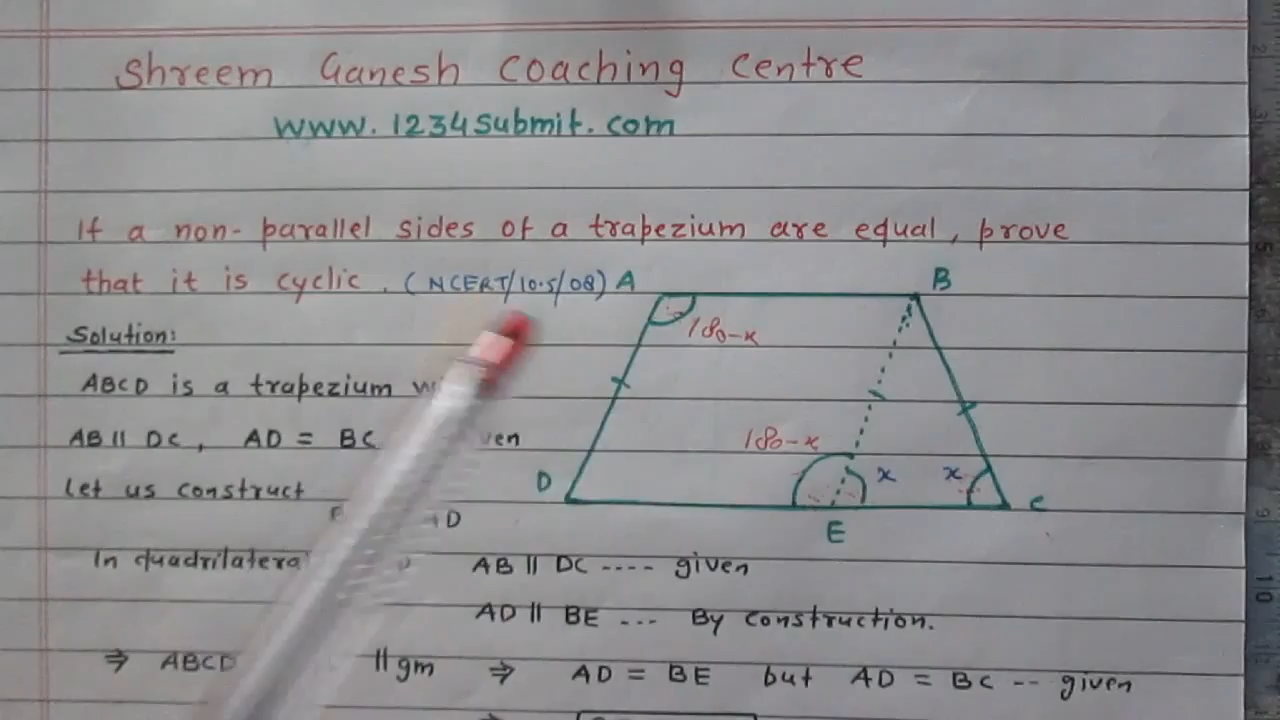 Shreem Ganesh Coaching Centre
www.1234submit.com
If a non-parallel sides of a trapezium are equal, prove
that it is cyclic. (NCERT/10.5/08)
A
B
180-x
Solution:
ABCD is a trapezium
AB || DC, AD = BC
180-x
x
x
Let us construct
D
E
C
In quadrilateral
AB || DC ---- given
AD || BE --- By construction.
⇒ ABCD || gm ⇒ AD = BE but AD = BC -- given